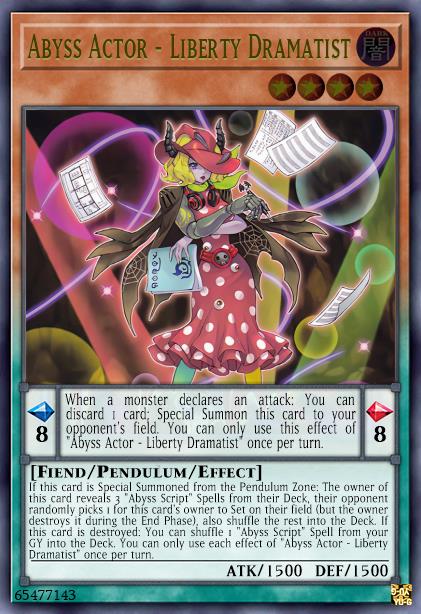 Abyss Actor - Liberty Dramatist
DARK
闇
When a monster declares an attack: You can
discard 1 card; Special Summon this card to your
opponent's field. You can only use this effect of
"Abyss Actor - Liberty Dramatist" once per turn.
8
8
[Fiend/Pendulum/Effect]
If this card is Special Summoned from the Pendulum Zone: The owner of
this card reveals 3 "Abyss Script" Spells from their Deck, their opponent
randomly picks 1 for this card's owner to Set on their field (but the owner
destroys it during the End Phase), also shuffle the rest into the Deck. If
this card is destroyed: You can shuffle 1 "Abyss Script" Spell from your
GY into the Deck. You can only use each effect of "Abyss Actor - Liberty
Dramatist" once per turn.
ATK/1500 DEF/1500
65477143